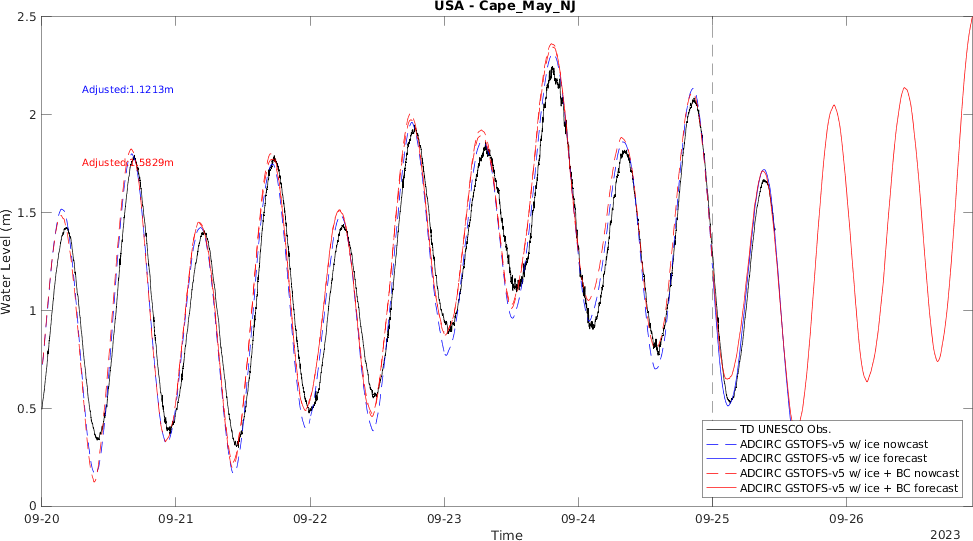 USA - Cape_May_NJ
2.5
2
1.5
1
0.5
0
Water Level (m)
Adjusted:1.1213m
TD UNESCO Obs.
ADCIRC GSTOFS-v5 w/ ice nowcast
ADCIRC GSTOFS-v5 w/ ice forecast
ADCIRC GSTOFS-v5 w/ ice + BC nowcast
ADCIRC GSTOFS-v5 w/ ice + BC forecast
09-20 09-21 09-22 09-23 09-24 09-25 09-26
Time
2023